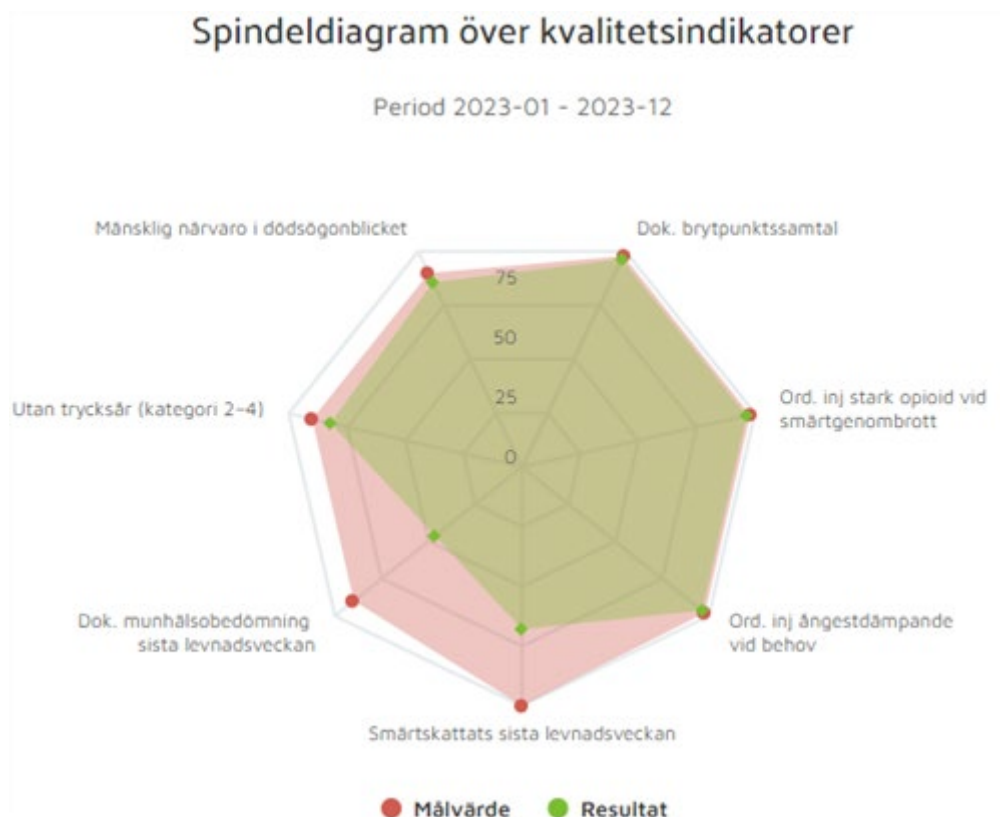 Spindeldiagram över kvalitetsindikatorer
Period 2023-01 - 2023-12
Mänsklig närvaro i dödsögonblicket
Dok. brytpunktssamtal
75
50
25
0
Utan trycksår (kategori 2-4)
Ord. inj stark opioid vid
smärtgenombrott
Dok. munhälsobedömning
sista levnadsveckan
Ord. inj ångestdämpande
vid behov
Smärtskattats sista levnadsveckan
Målvärde
Resultat